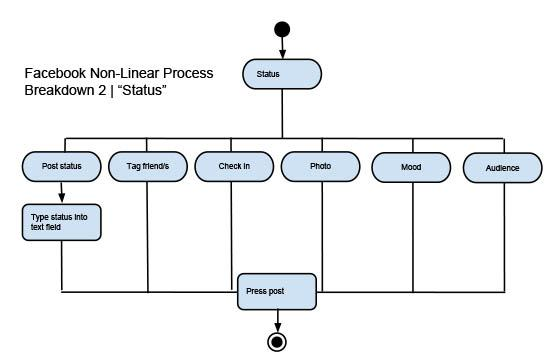 Facebook Non-Linear Process
Breakdown 2 | “Status”
Status
Post status
Tag friend/s
Check in
Photo
Mood
Audience
Type status into
text field
Press post